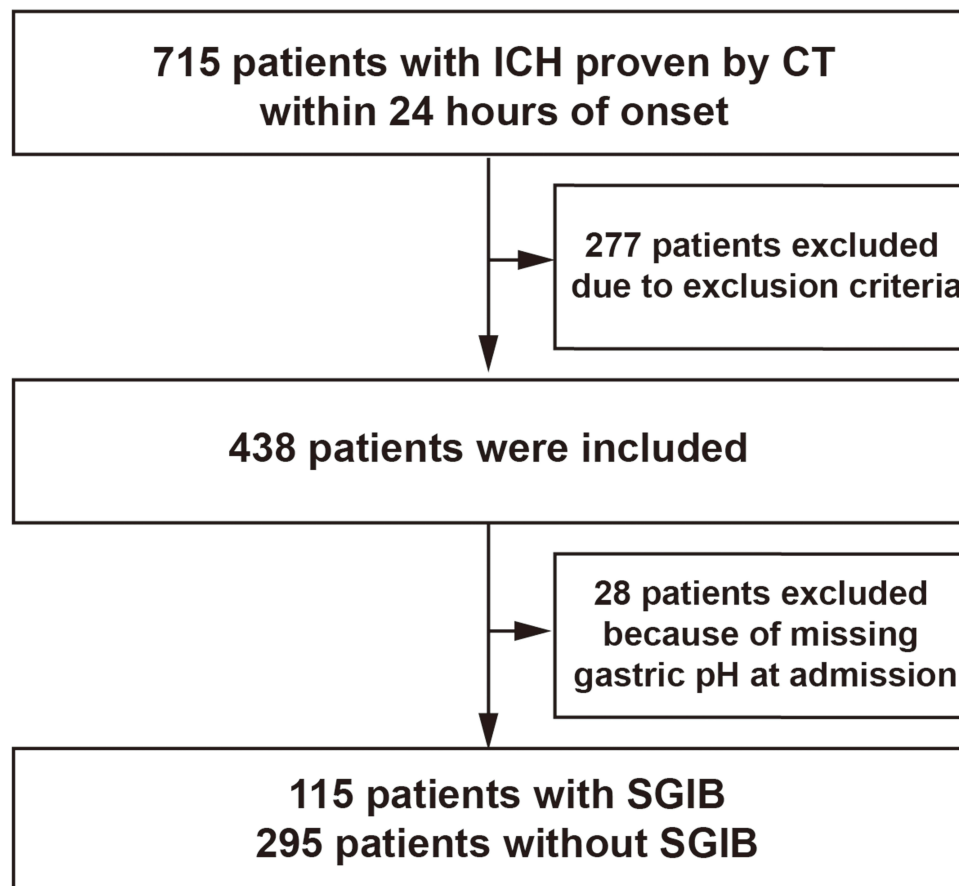 715 patients with ICH proven by CT
within 24 hours of onset
277 patients excluded
due to exclusion criteria
438 patients were included
28 patients excluded
because of missing
gastric pH at admission
115 patients with SGIB
295 patients without SGIB